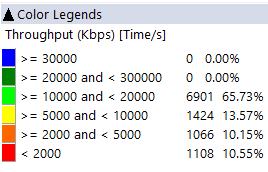 Color Legends
Throughput (Kbps) [Time/s]
>= 30000 0 0.00%
>= 20000 and < 300000 0 0.00%
>= 10000 and < 20000 6901 65.73%
>= 5000 and < 10000 1424 13.57%
>= 2000 and < 5000 1066 10.15%
< 2000 1108 10.55%